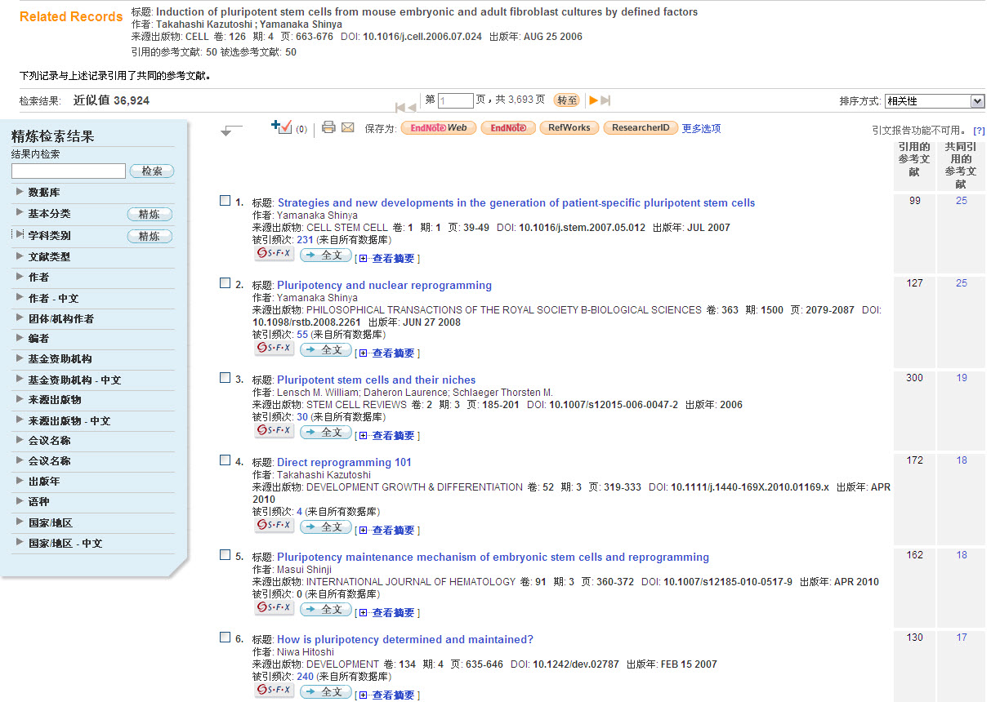 Related Records
标题: Induction of pluripotent stem cells from mouse embryonic and adult fibroblast cultures by defined factors
作者: Takahashi Kazutoshi ; Yamanaka Shinya
来源出版物: CELL 卷: 126 期: 4 页: 663-676 DOI: 10.1016/j.cell.2006.07.024 出版年: AUG 25 2006
引用的参考文献: 50 被选参考文献: 50
下列记录与上述记录引用了共同的参考文献。
检索结果: 近似值 36,924
第 1 页，共 3,693 页 转至
排序方式: 相关性
精炼检索结果
结果内检索
检索
数据库
基本分类 精炼
学科类别 精炼
文献类型
作者
作者 - 中文
团体/机构作者
编者
基金资助机构
基金资助机构 - 中文
来源出版物
来源出版物 - 中文
会议名称
会议名称
出版年
语种
国家/地区
国家/地区 - 中文
(0) 保存为: EndNote Web EndNote RefWorks ResearcherID 更多选项
引文报告功能不可用。 [?]
引用的参考文献
共同引用的参考文献
1. 标题: Strategies and new developments in the generation of patient-specific pluripotent stem cells
作者: Yamanaka Shinya
来源出版物: CELL STEM CELL 卷: 1 期: 1 页: 39-49 DOI: 10.1016/j.stem.2007.05.012 出版年: JUL 2007
被引频次: 231 (来自所有数据库)
S·F·X 全文 [ 查看摘要 ]
99 25
2. 标题: Pluripotency and nuclear reprogramming
作者: Yamanaka Shinya
来源出版物: PHILOSOPHICAL TRANSACTIONS OF THE ROYAL SOCIETY B-BIOLOGICAL SCIENCES 卷: 363 期: 1500 页: 2079-2087 DOI:
10.1098/rstb.2008.2261 出版年: JUN 27 2008
被引频次: 55 (来自所有数据库)
S·F·X 全文 [ 查看摘要 ]
127 25
3. 标题: Pluripotent stem cells and their niches
作者: Lensch M. William; Daheron Laurence; Schlaeger Thorsten M.
来源出版物: STEM CELL REVIEWS 卷: 2 期: 3 页: 185-201 DOI: 10.1007/s12015-006-0047-2 出版年: 2006
被引频次: 30 (来自所有数据库)
S·F·X 全文 [ 查看摘要 ]
300 19
4. 标题: Direct reprogramming 101
作者: Takahashi Kazutoshi
来源出版物: DEVELOPMENT GROWTH & DIFFERENTIATION 卷: 52 期: 3 页: 319-333 DOI: 10.1111/j.1440-169X.2010.01169.x 出版年: APR
2010
被引频次: 4 (来自所有数据库)
S·F·X 全文 [ 查看摘要 ]
172 18
5. 标题: Pluripotency maintenance mechanism of embryonic stem cells and reprogramming
作者: Masui Shinji
来源出版物: INTERNATIONAL JOURNAL OF HEMATOLOGY 卷: 91 期: 3 页: 360-372 DOI: 10.1007/s12185-010-0517-9 出版年: APR 2010
被引频次: 0 (来自所有数据库)
S·F·X 全文 [ 查看摘要 ]
162 18
6. 标题: How is pluripotency determined and maintained?
作者: Niwa Hitoshi
来源出版物: DEVELOPMENT 卷: 134 期: 4 页: 635-646 DOI: 10.1242/dev.02787 出版年: FEB 15 2007
被引频次: 240 (来自所有数据库)
S·F·X 全文 [ 查看摘要 ]
130 17